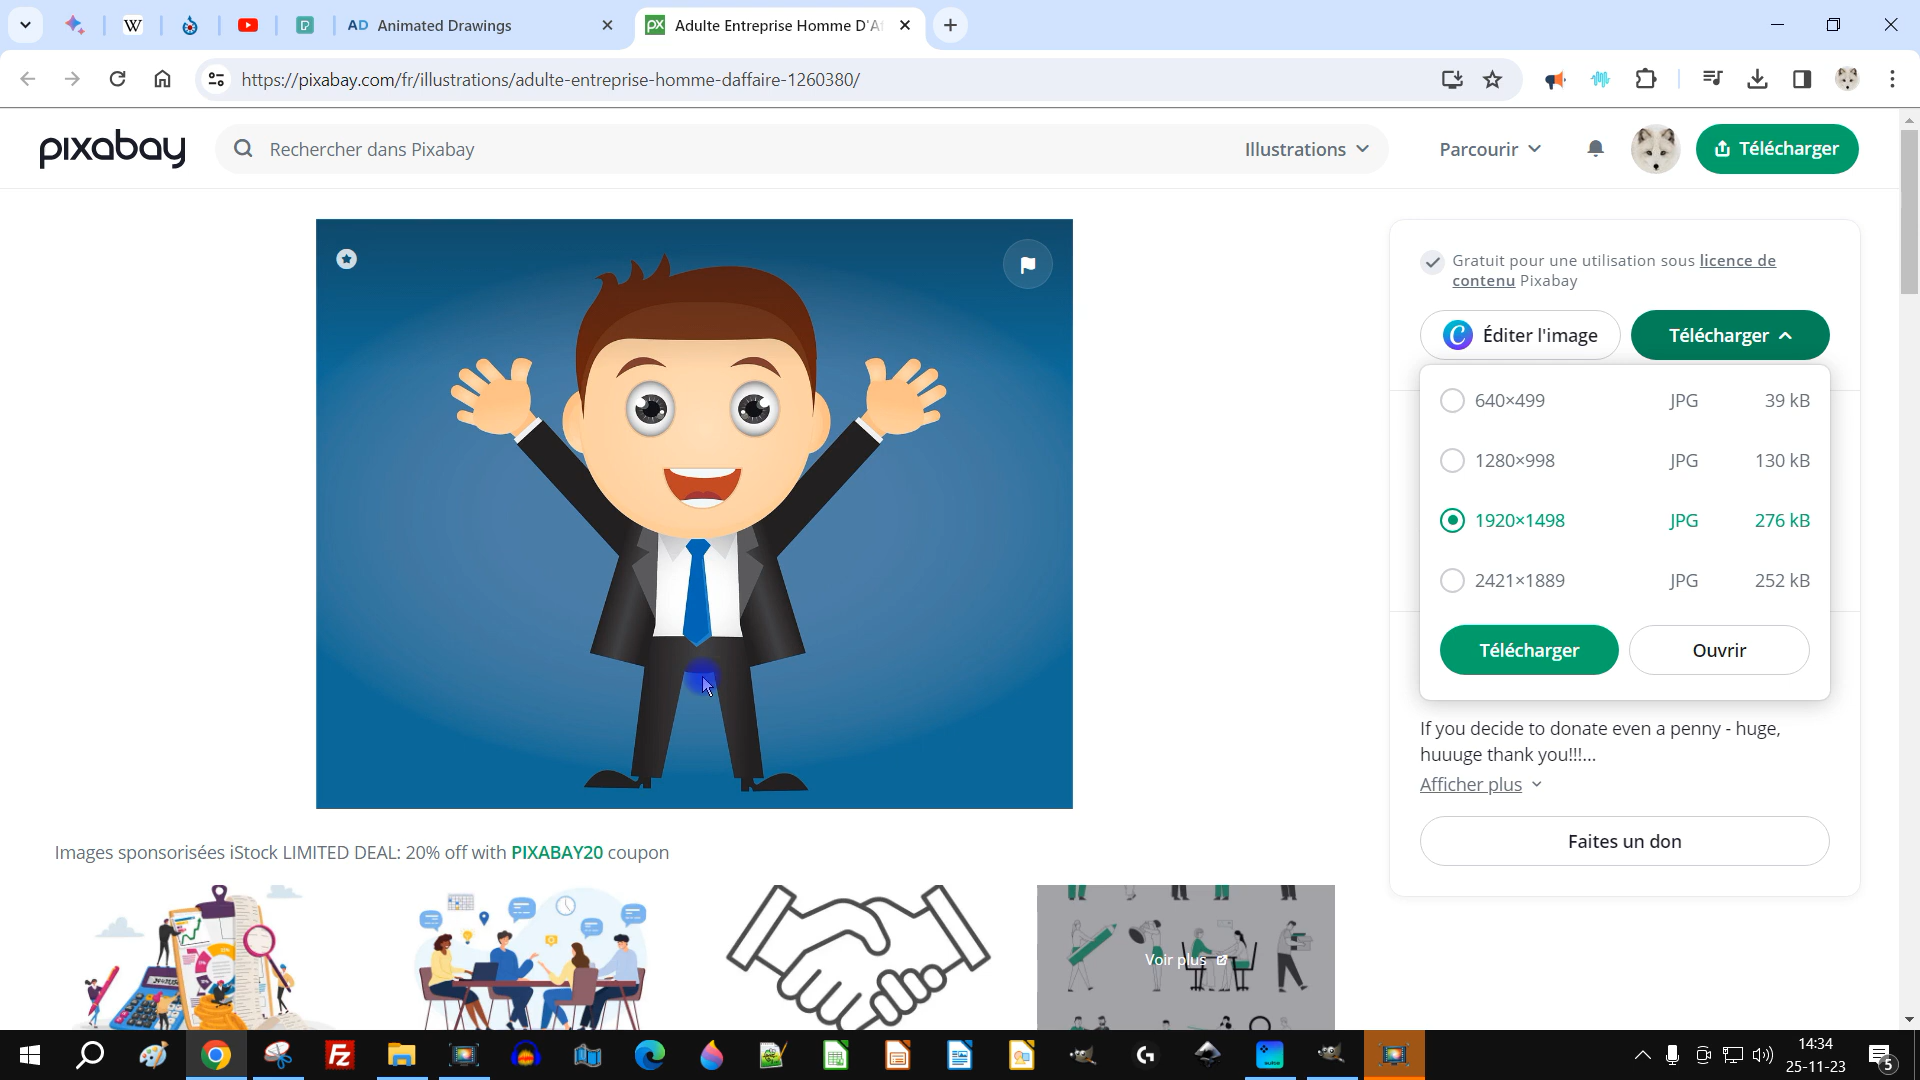 Animated Drawings
Adulte Entreprise Homme D'Af
https://pixabay.com/fr/illustrations/adulte-entreprise-homme-daffaire-1260380/
pixabay
Rechercher dans Pixabay
Illustrations
Parcourir
Télécharger
Gratuit pour une utilisation sous licence de
contenu Pixabay
Éditer l'image
Télécharger
640×499 JPG 39 kB
1280×998 JPG 130 kB
1920×1498 JPG 276 kB
2421×1889 JPG 252 kB
Télécharger
Ouvrir
If you decide to donate even a penny - huge,
huuuge thank you!!!...
Afficher plus
Faites un don
Images sponsorisées iStock LIMITED DEAL: 20% off with PIXABAY20 coupon
Voir plus
14:34
25-11-23
5